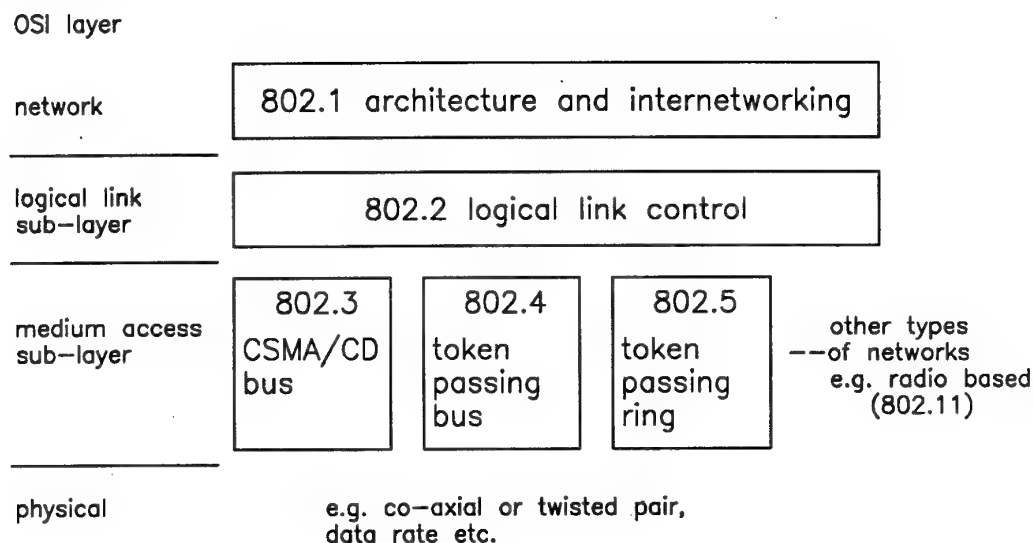 OSI layer
network
802.1 architecture and internetworking
logical link
sub-layer
802.2 logical link control
medium access
sub-layer
802.3
CSMA/CD
bus
802.4
token
passing
bus
802.5
token
passing
ring
other types
--of networks
e.g. radio based
(802.11)
physical
e.g. co-axial or twisted pair,
data rate etc.